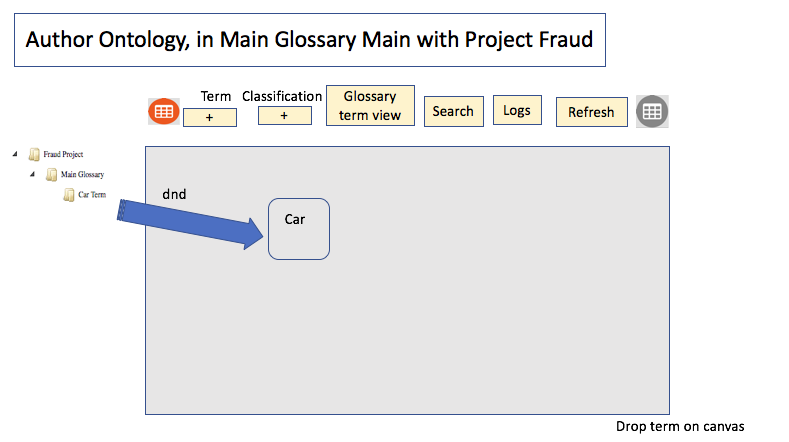 Author Ontology, in Main Glossary Main with Project Fraud
Term
+
Classification
+
Glossary
term view
Search
Logs
Refresh
Fraud Project
Main Glossary
Car Term
dnd
Car
Drop term on canvas